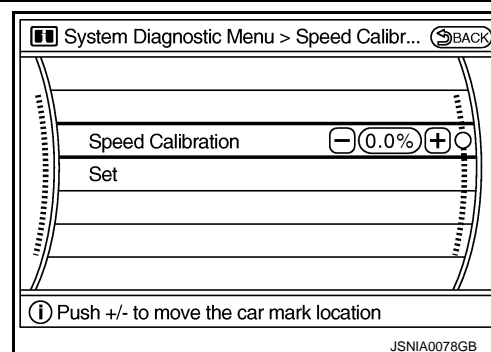 System Diagnostic Menu > Speed Calibr... BACK
Speed Calibration − 0.0% +
Set
i Push +/- to move the car mark location
JSNIA0078GB